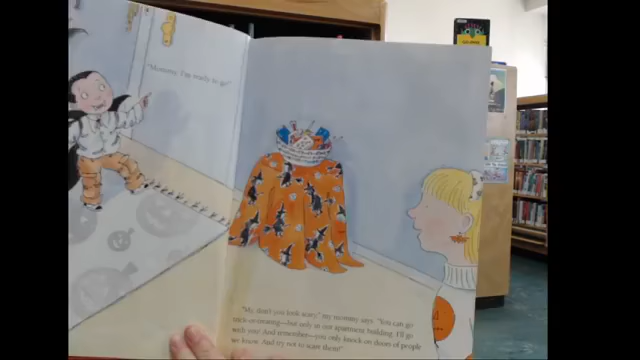 "Mommy, I'm ready to go!"
"My, don't you look scary," my mommy says. "You can go
trick-or-treating—but only in our apartment building. I'll go
with you. And remember—you only knock on doors of people
we know. And try not to scare them!"